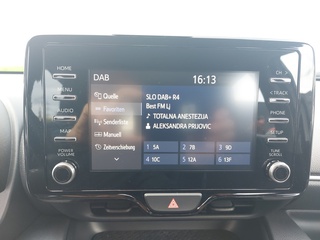 DAB
16:13
HOME
MENU
AUDIO
MAP
POWER
VOLUME
Quelle
Favoriten
Senderliste
Manuell
Zeitverschiebung
SLO DAB+ R4
Best FM Lj
TOTALNA ANESTEZIJA
ALEKSANDRA PRIJOVIC
1 5A
2 7B
3 9D
4 10C
5 12A
6 13F
CH >
< TRACK
PHONE
SETUP
TUNE
SCROLL